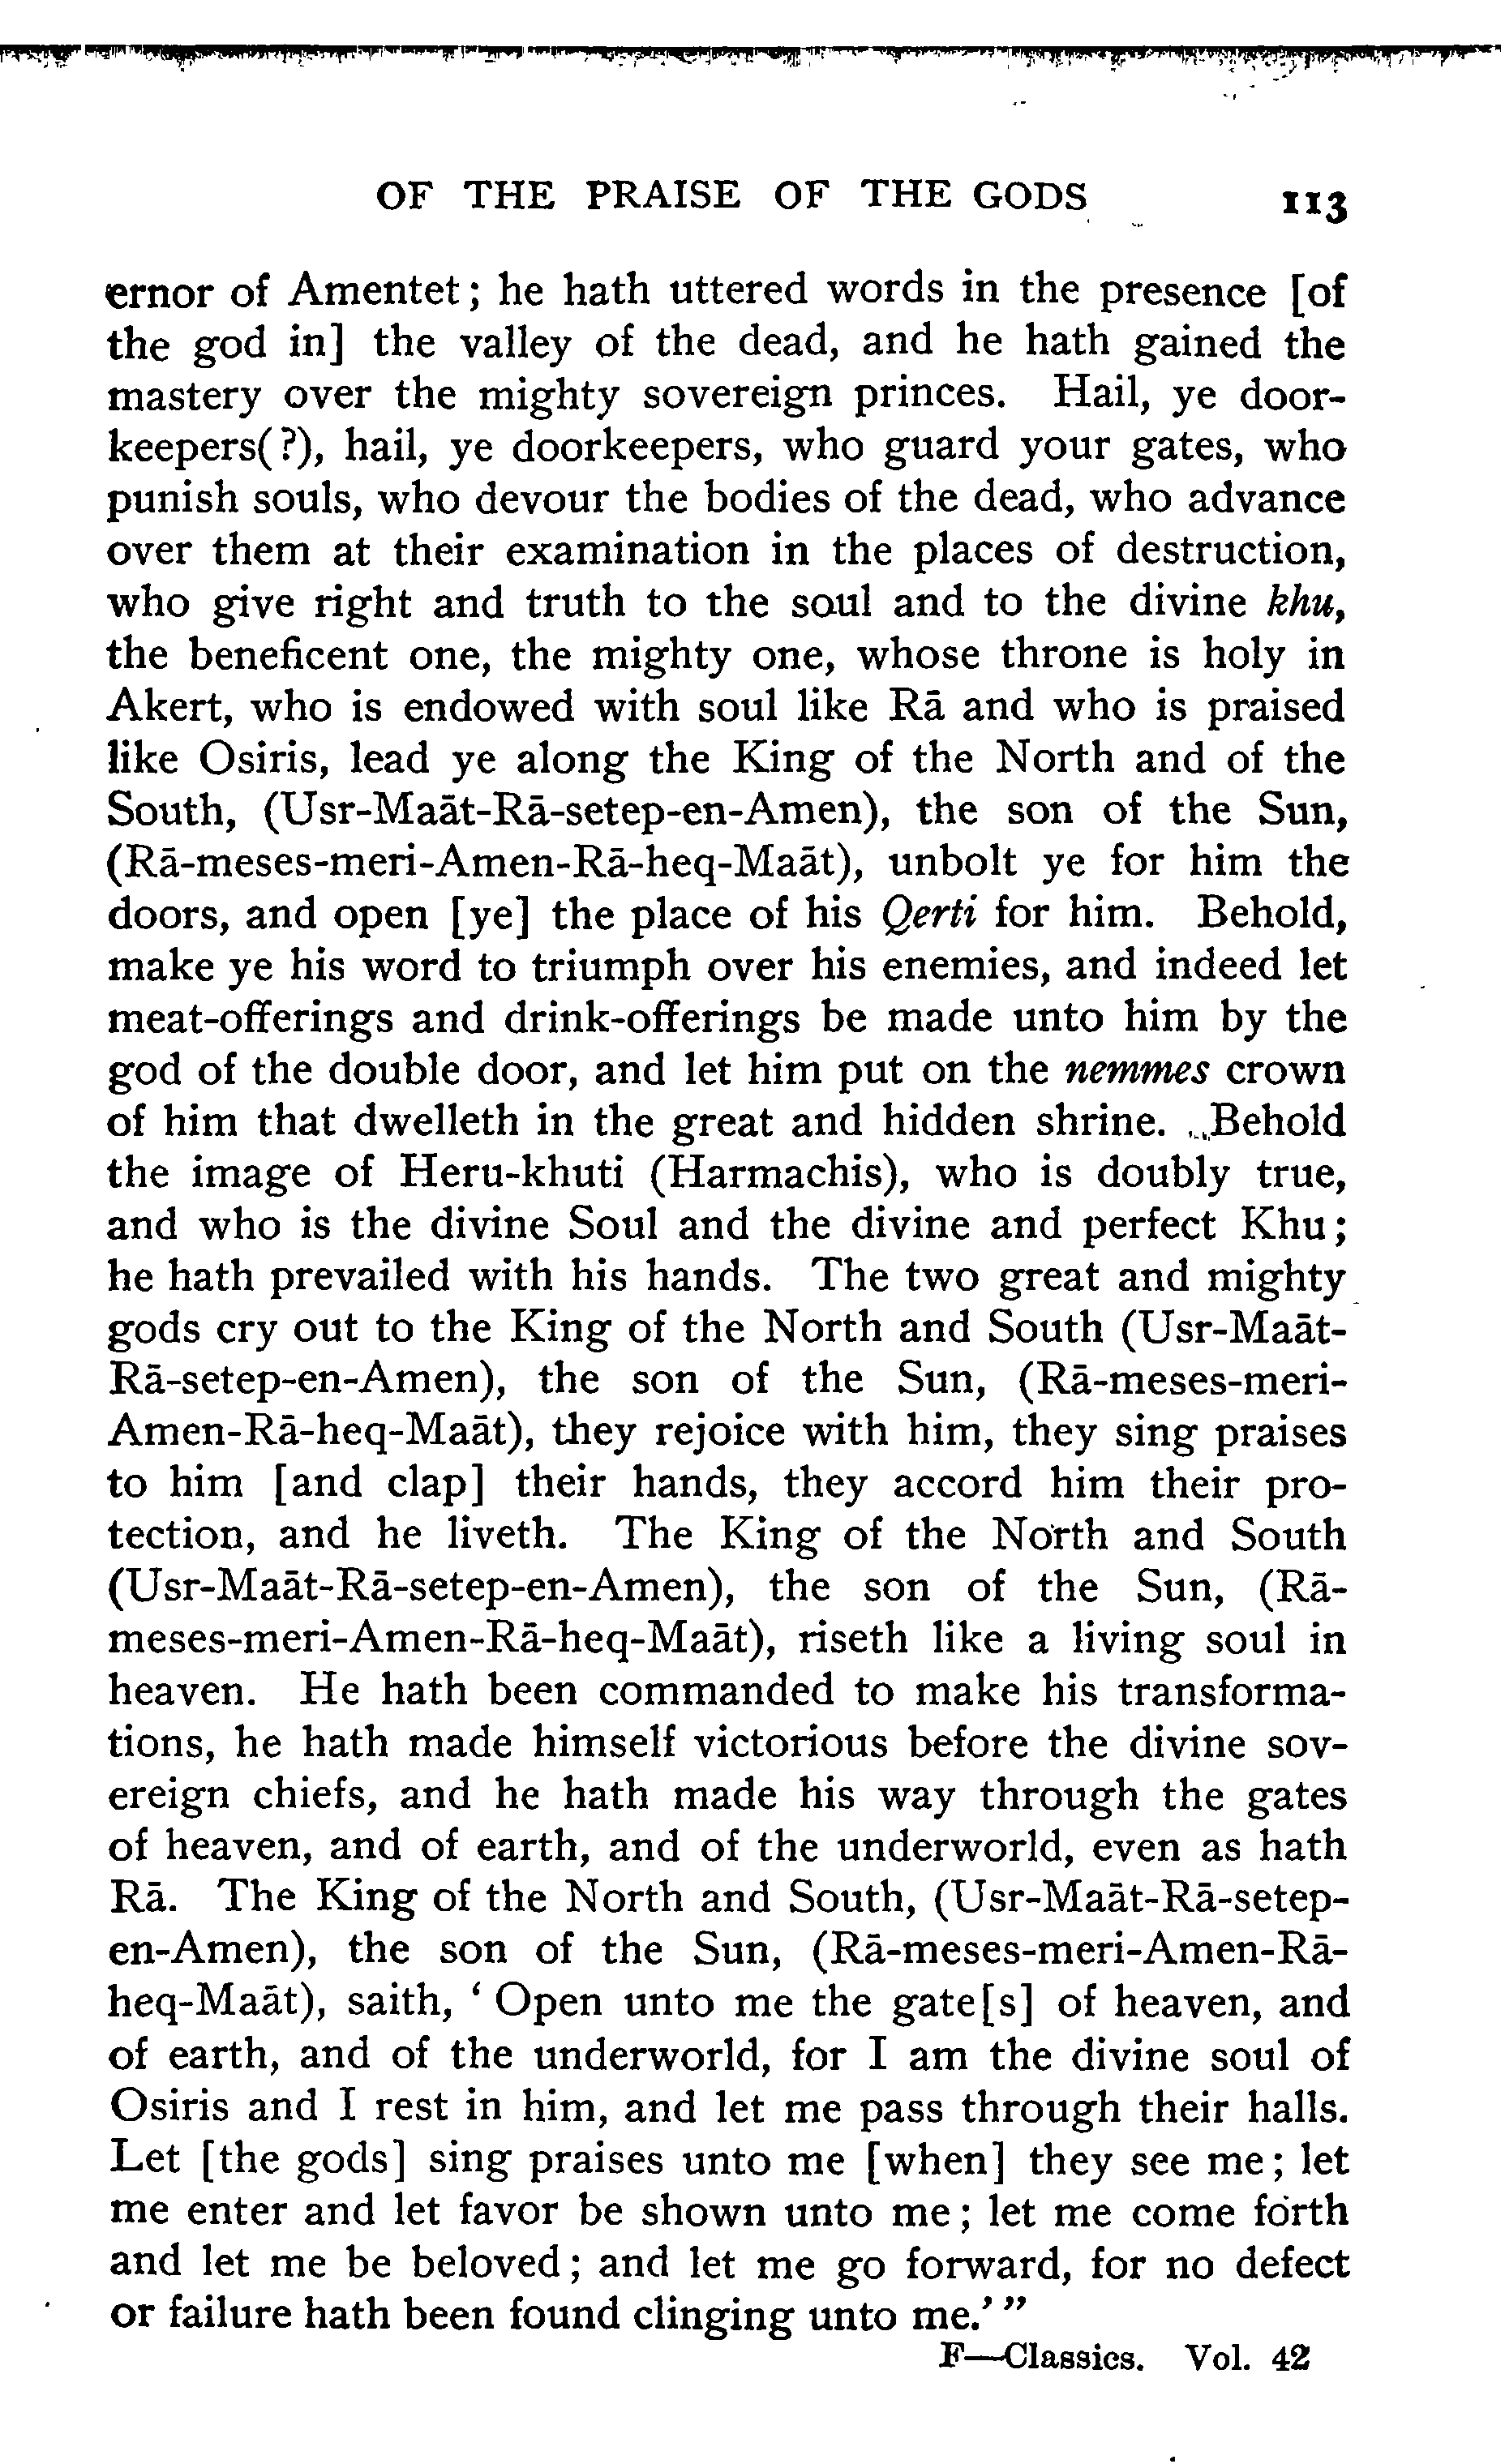 OF THE PRAISE OF THE GODS 113
ernor of Amentet; he hath uttered words in the presence [of
the god in] the valley of the dead, and he hath gained the
mastery over the mighty sovereign princes. Hail, ye door-
keepers(?), hail, ye doorkeepers, who guard your gates, who
punish souls, who devour the bodies of the dead, who advance
over them at their examination in the places of destruction,
who give right and truth to the soul and to the divine khu,
the beneficent one, the mighty one, whose throne is holy in
Akert, who is endowed with soul like Rā and who is praised
like Osiris, lead ye along the King of the North and of the
South, (Usr-Maāt-Rā-setep-en-Amen), the son of the Sun,
(Rā-meses-meri-Amen-Rā-heq-Maāt), unbolt ye for him the
doors, and open [ye] the place of his Qerti for him. Behold,
make ye his word to triumph over his enemies, and indeed let
meat-offerings and drink-offerings be made unto him by the
god of the double door, and let him put on the nemmes crown
of him that dwelleth in the great and hidden shrine. Behold
the image of Heru-khuti (Harmachis), who is doubly true,
and who is the divine Soul and the divine and perfect Khu;
he hath prevailed with his hands. The two great and mighty
gods cry out to the King of the North and South (Usr-Maāt-
Rā-setep-en-Amen), the son of the Sun, (Rā-meses-meri-
Amen-Rā-heq-Maāt), they rejoice with him, they sing praises
to him [and clap] their hands, they accord him their pro-
tection, and he liveth. The King of the North and South
(Usr-Maāt-Rā-setep-en-Amen), the son of the Sun, (Rā-
meses-meri-Amen-Rā-heq-Maāt), riseth like a living soul in
heaven. He hath been commanded to make his transforma-
tions, he hath made himself victorious before the divine sov-
ereign chiefs, and he hath made his way through the gates
of heaven, and of earth, and of the underworld, even as hath
Rā. The King of the North and South, (Usr-Maāt-Rā-setep-
en-Amen), the son of the Sun, (Rā-meses-meri-Amen-Rā-
heq-Maāt), saith, ‘ Open unto me the gate[s] of heaven, and
of earth, and of the underworld, for I am the divine soul of
Osiris and I rest in him, and let me pass through their halls.
Let [the gods] sing praises unto me [when] they see me; let
me enter and let favor be shown unto me; let me come forth
and let me be beloved; and let me go forward, for no defect
or failure hath been found clinging unto me.’ ”
F—Classics. Vol. 42